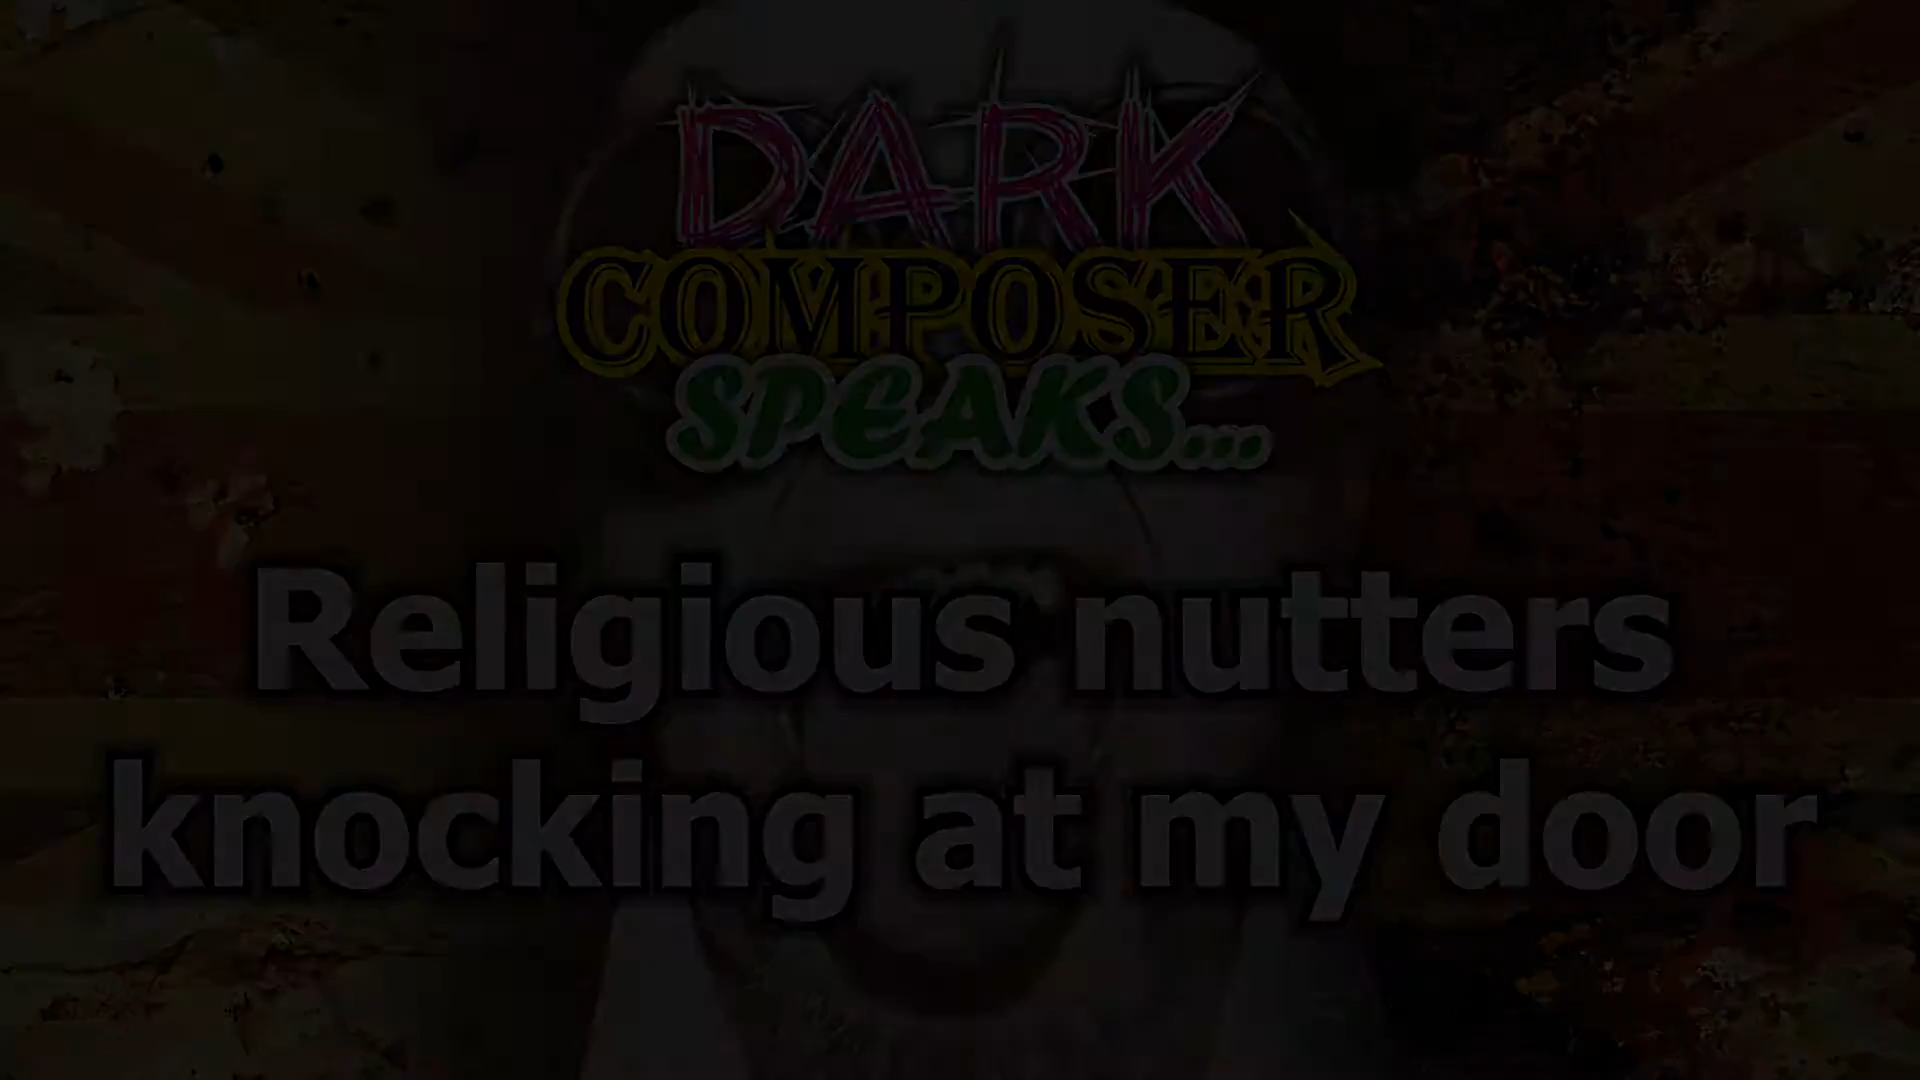 DARK
COMPOSER
SPEAKS...
Religious nutters
knocking at my door